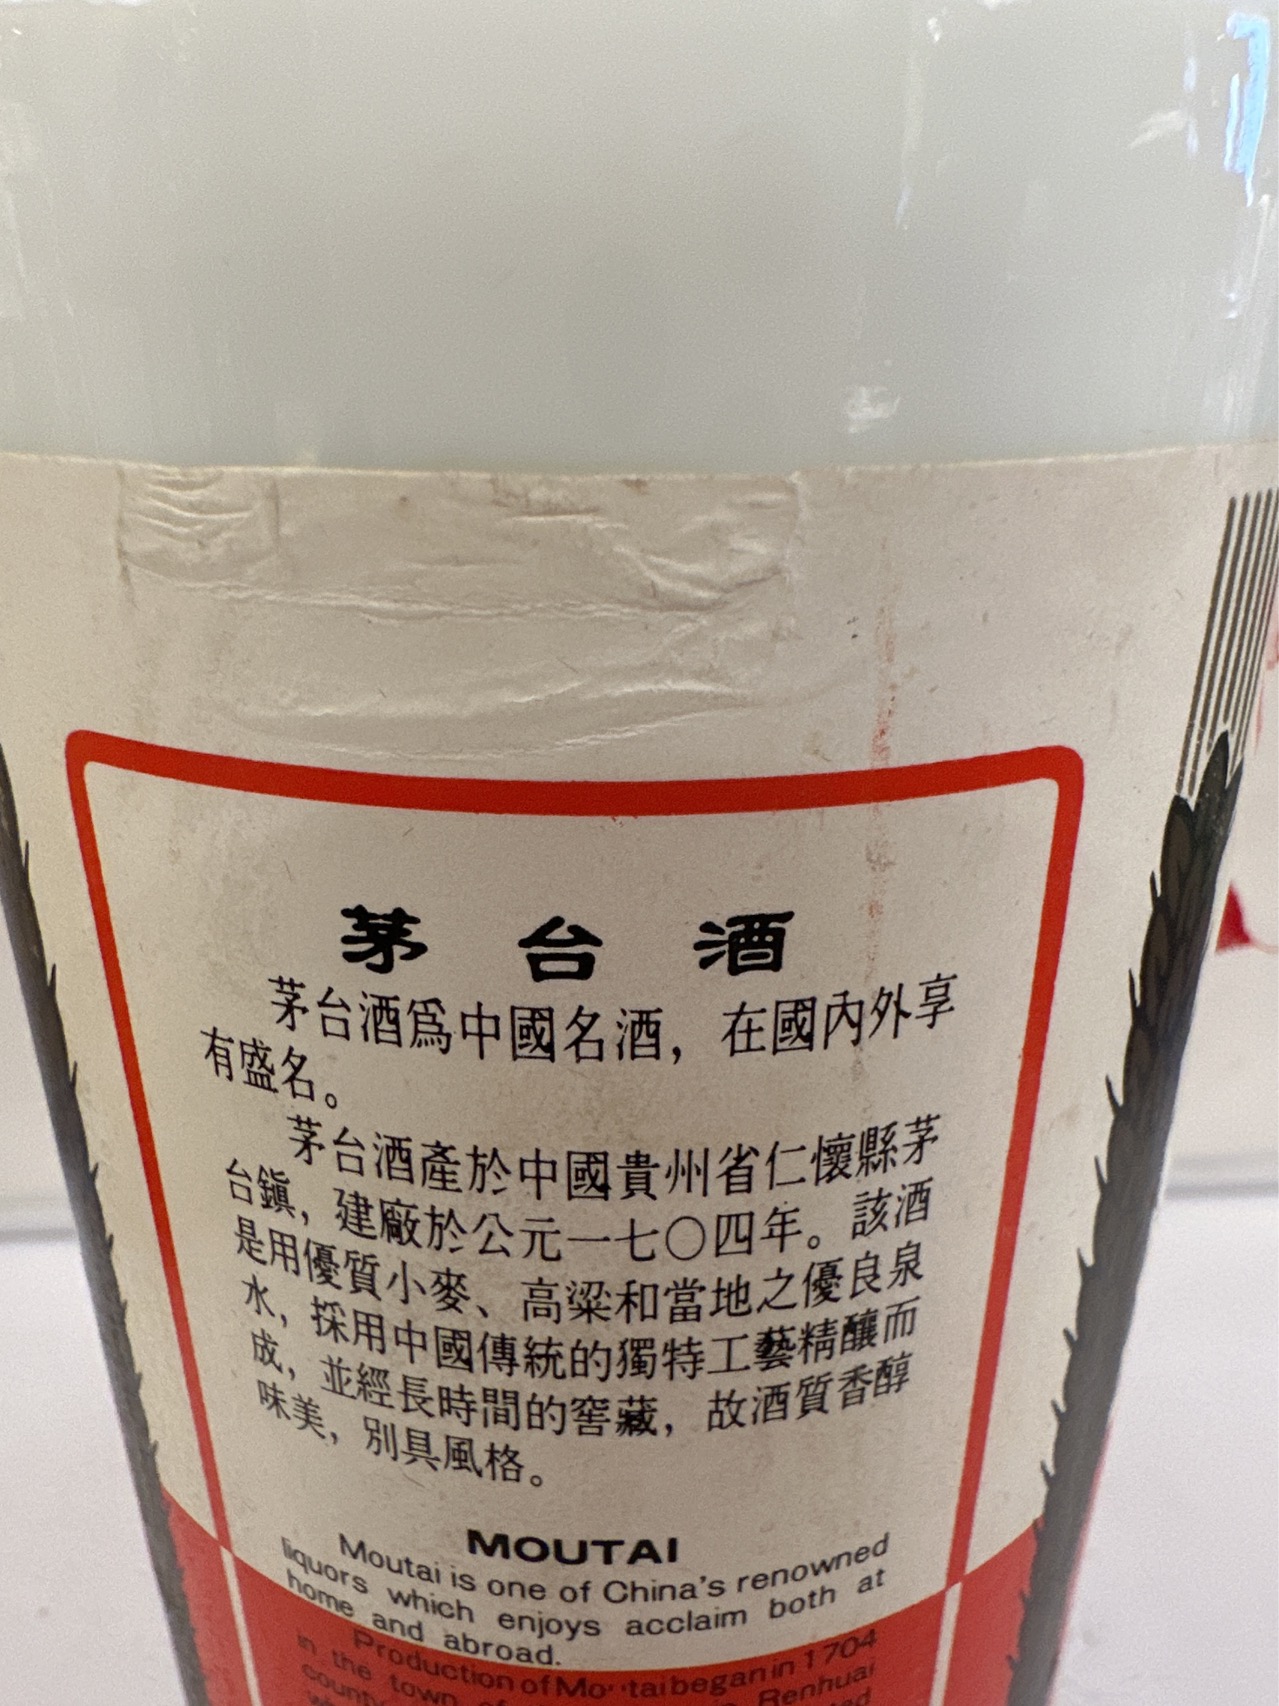 茅台酒
茅台酒爲中國名酒，在國內外享
有盛名。
茅台酒產於中國貴州省仁懷縣茅
台鎭，建廠於公元一七〇四年。該酒
是用優質小麥、高粱和當地之優良泉
水，採用中國傳統的獨特工藝精釀而
成，並經長時間的窖藏，故酒質香醇
味美，別具風格。
MOUTAI
Moutai is one of China's renowned
liquors which enjoys acclaim both at
home and abroad.
Production of Mo tai began in 1704
in the town of Renhuai